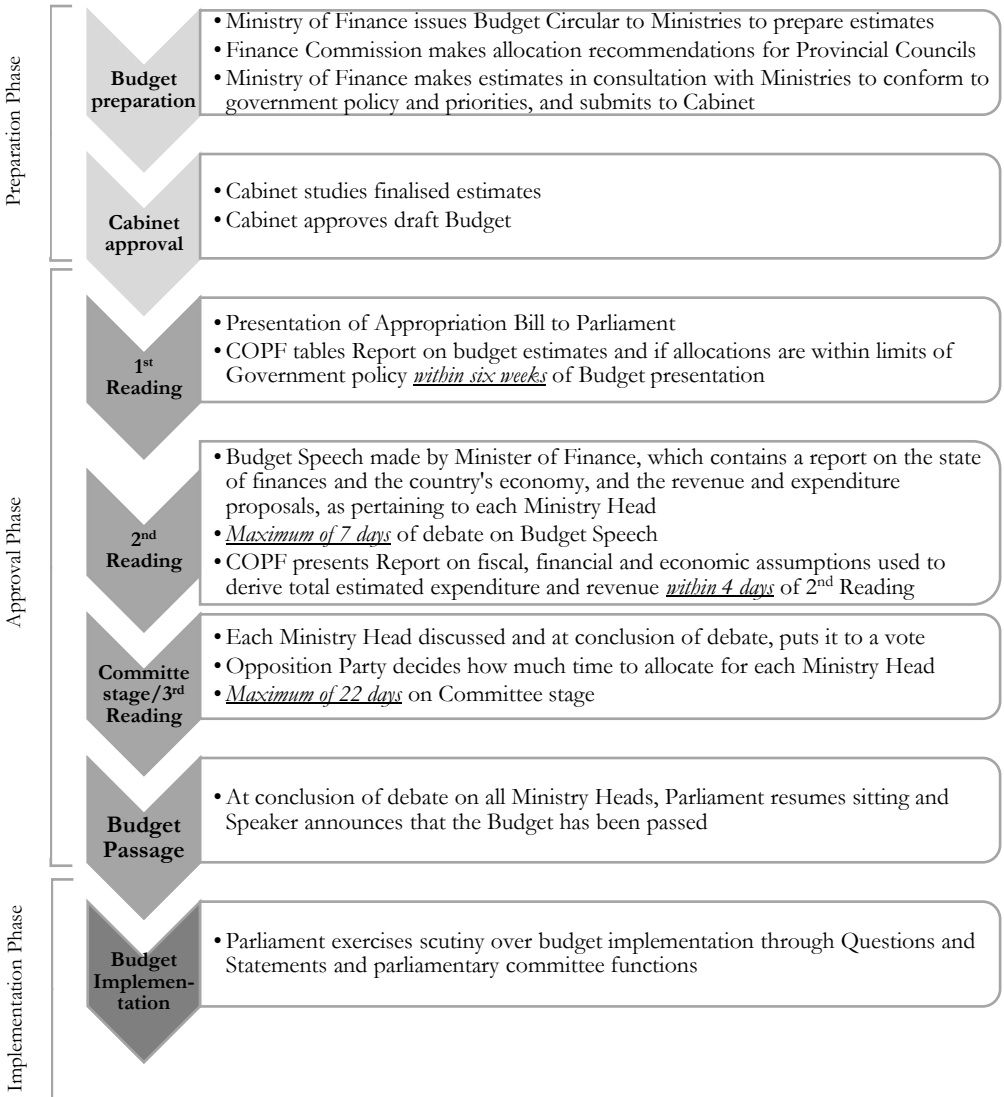 Preparation Phase
Budget
preparation
• Ministry of Finance issues Budget Circular to Ministries to prepare estimates
• Finance Commission makes allocation recommendations for Provincial Councils
• Ministry of Finance makes estimates in consultation with Ministries to conform to
government policy and priorities, and submits to Cabinet
Cabinet
approval
• Cabinet studies finalised estimates
• Cabinet approves draft Budget
Approval Phase
1st
Reading
• Presentation of Appropriation Bill to Parliament
• COPF tables Report on budget estimates and if allocations are within limits of
Government policy within six weeks of Budget presentation
2nd
Reading
• Budget Speech made by Minister of Finance, which contains a report on the state
of finances and the country's economy, and the revenue and expenditure
proposals, as pertaining to each Ministry Head
• Maximum of 7 days of debate on Budget Speech
• COPF presents Report on fiscal, financial and economic assumptions used to
derive total estimated expenditure and revenue within 4 days of 2nd Reading
Committe
stage/3rd
Reading
• Each Ministry Head discussed and at conclusion of debate, puts it to a vote
• Opposition Party decides how much time to allocate for each Ministry Head
• Maximum of 22 days on Committee stage
Budget
Passage
• At conclusion of debate on all Ministry Heads, Parliament resumes sitting and
Speaker announces that the Budget has been passed
Implementation Phase
Budget
Implemen-
tation
• Parliament exercises scutiny over budget implementation through Questions and
Statements and parliamentary committee functions